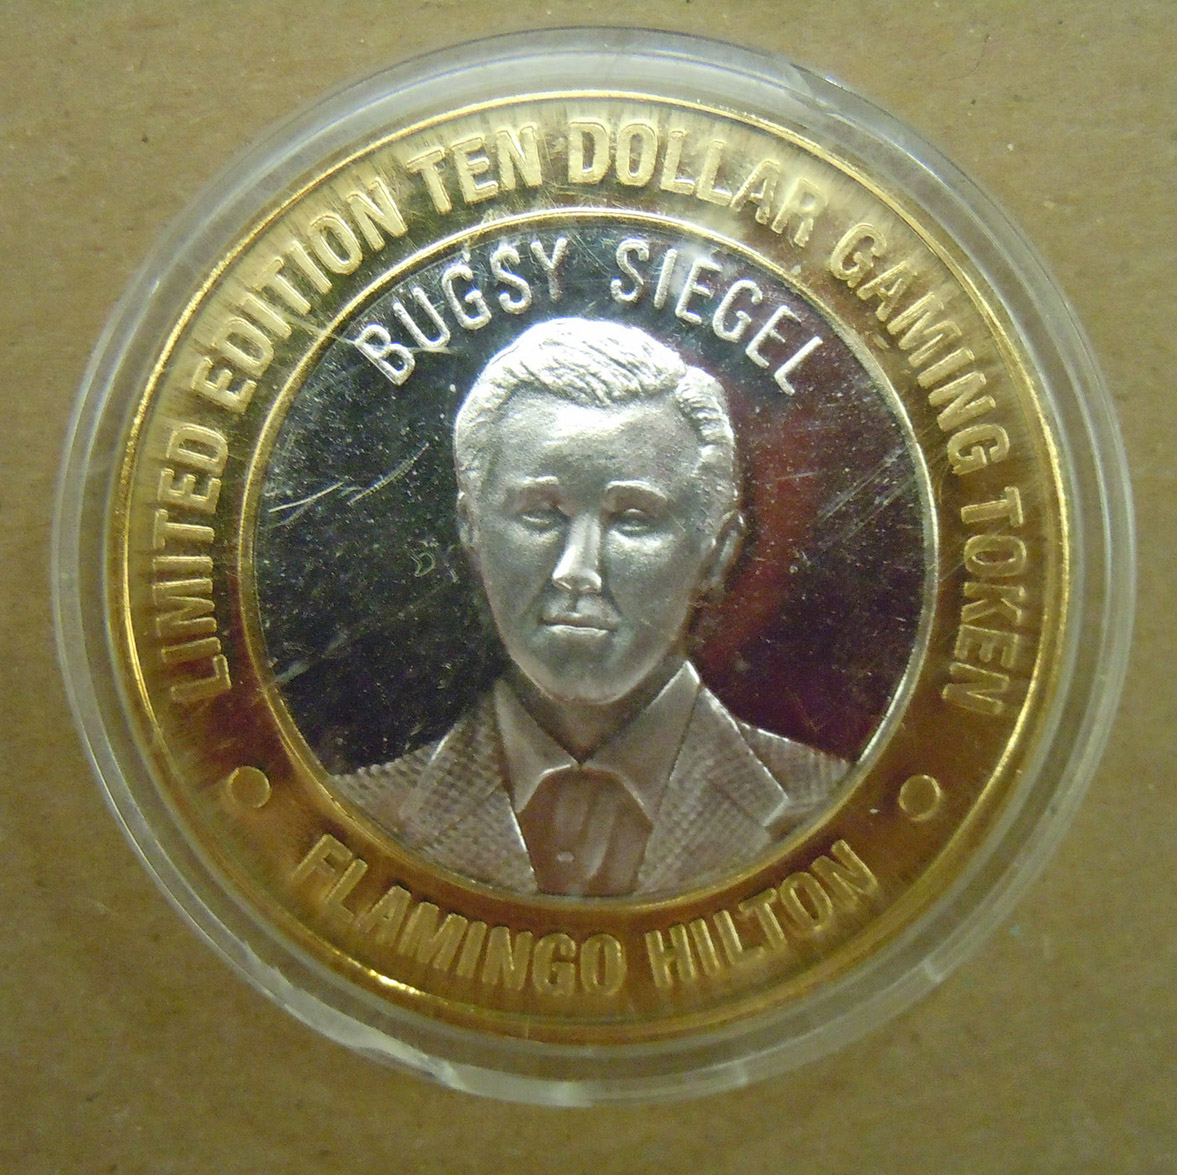 LIMITED EDITION TEN DOLLAR GAMING TOKEN
BUGSY SIEGEL
FLAMINGO HILTON